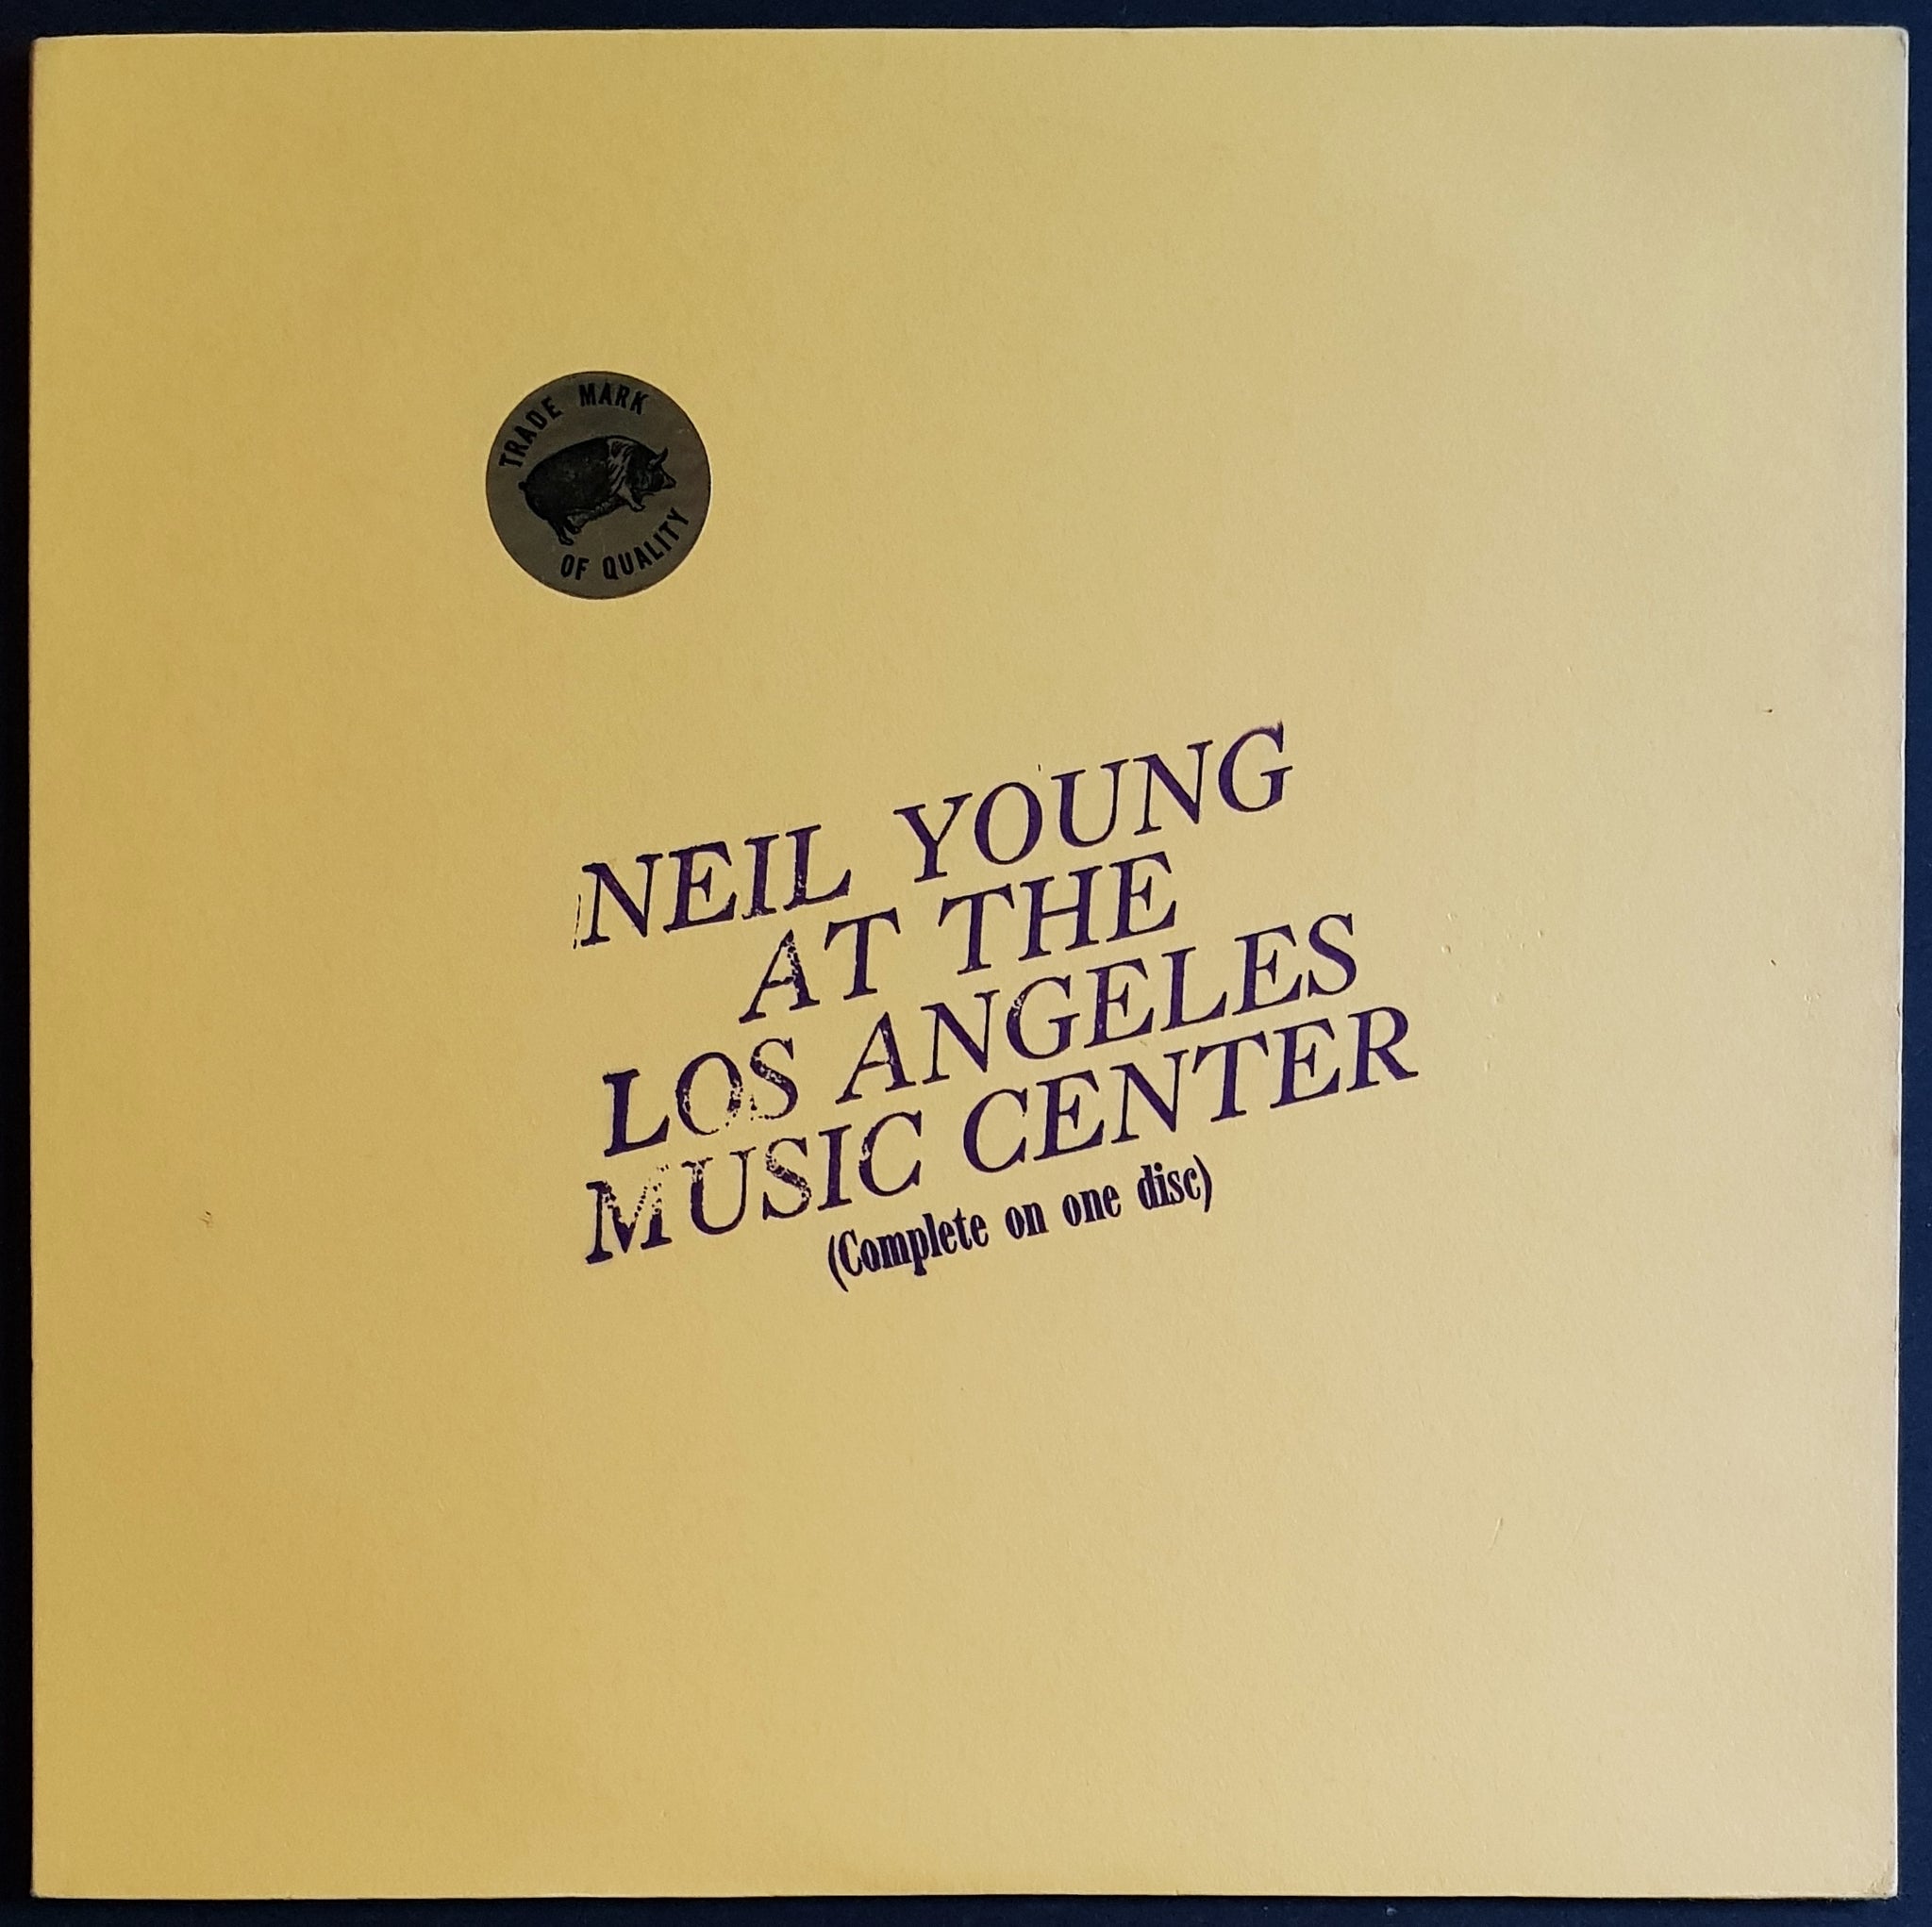 TRADE MARK
OF QUALITY
NEIL YOUNG
AT THE
LOS ANGELES
MUSIC CENTER
(Complete on one disc)